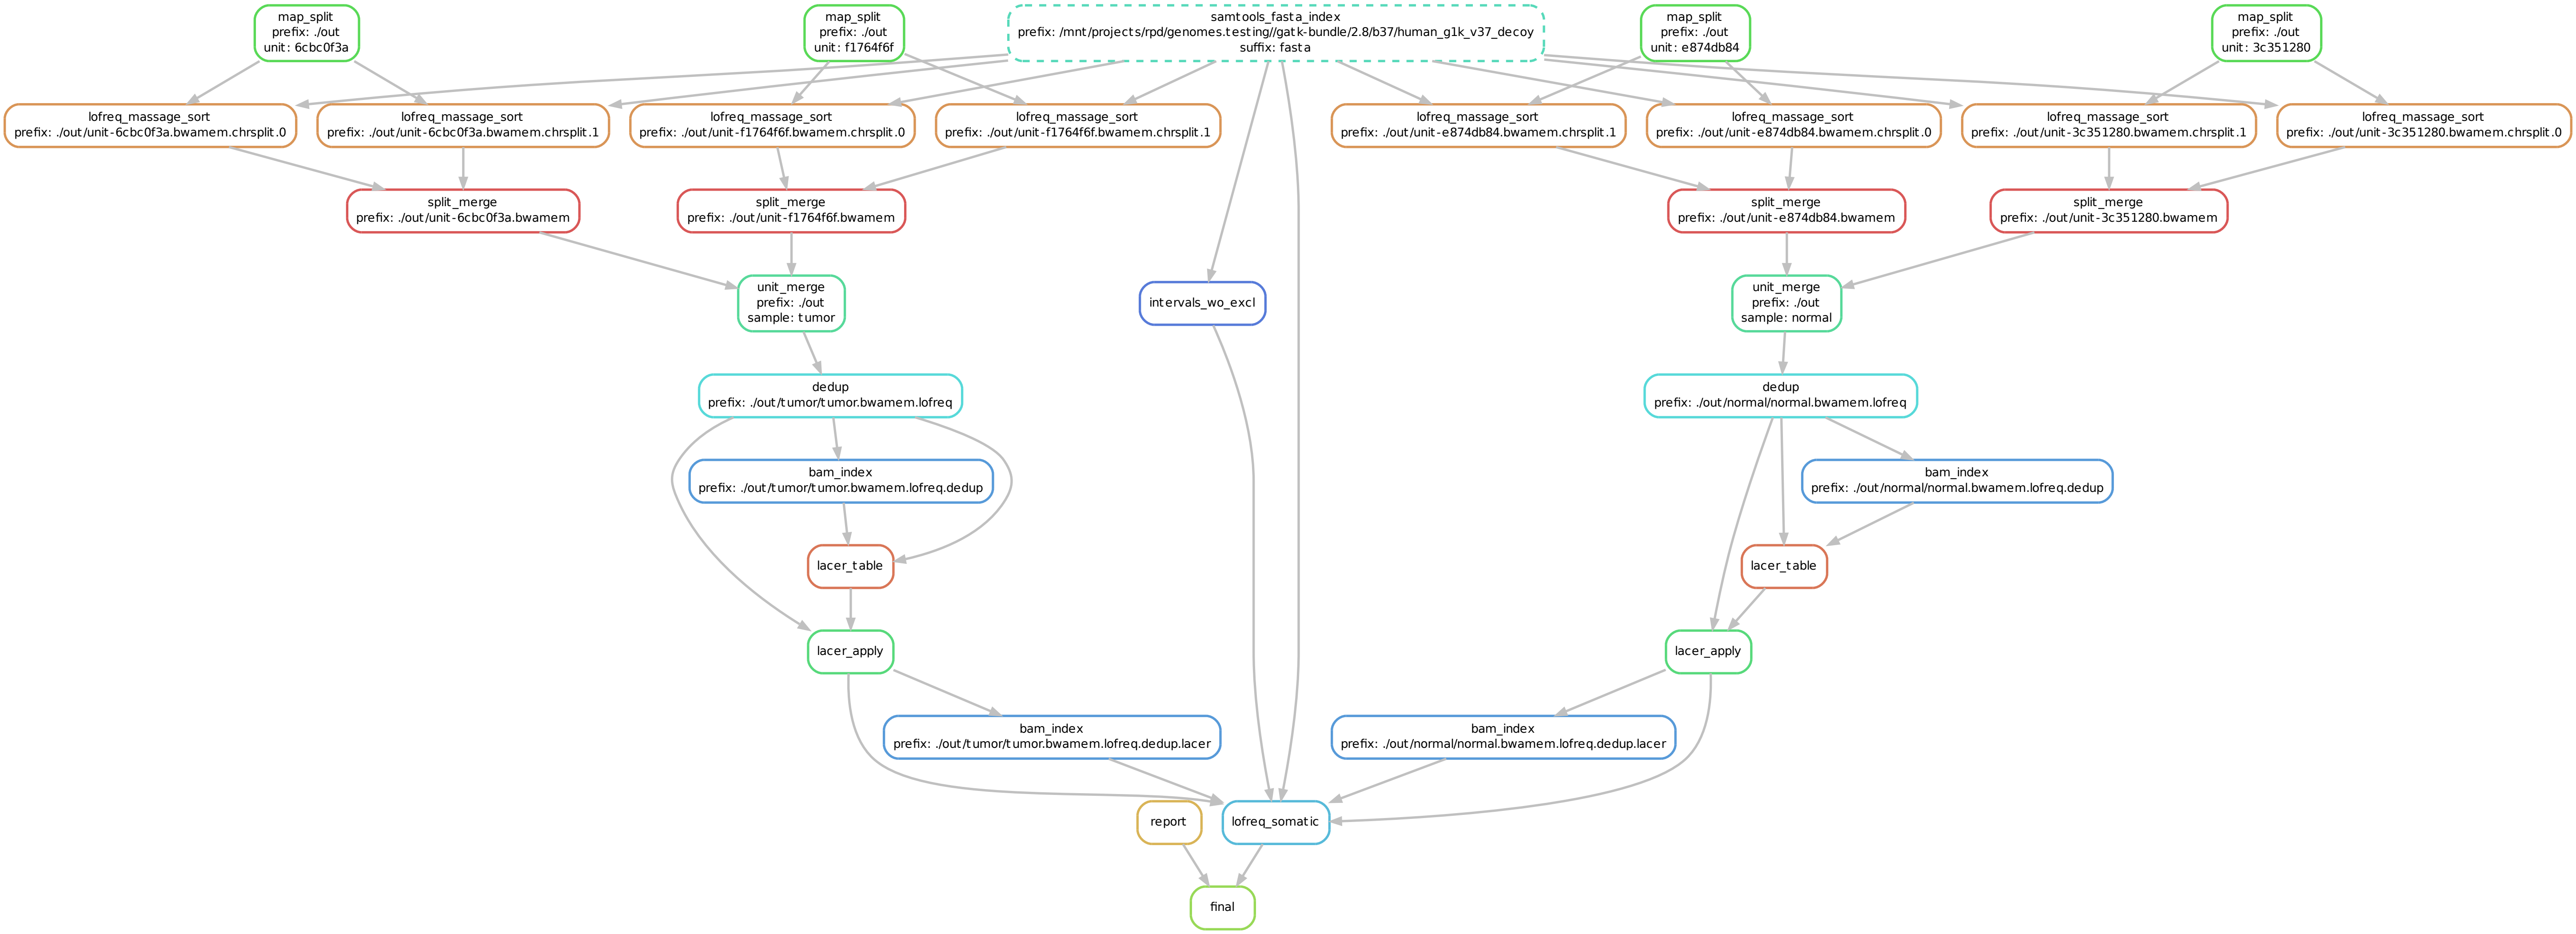 map_split
prefix: ./out
unit: 6cbc0f3a
map_split
prefix: ./out
unit: f1764f6f
samtools_fasta_index
prefix: /mnt/projects/rpd/genomes.testing//gatk-bundle/2.8/b37/human_g1k_v37_decoy
suffix: fasta
map_split
prefix: ./out
unit: e874db84
map_split
prefix: ./out
unit: 3c351280
lofreq_massage_sort
prefix: ./out/unit-6cbc0f3a.bwamem.chrsplit.0
lofreq_massage_sort
prefix: ./out/unit-6cbc0f3a.bwamem.chrsplit.1
lofreq_massage_sort
prefix: ./out/unit-f1764f6f.bwamem.chrsplit.0
lofreq_massage_sort
prefix: ./out/unit-f1764f6f.bwamem.chrsplit.1
lofreq_massage_sort
prefix: ./out/unit-e874db84.bwamem.chrsplit.1
lofreq_massage_sort
prefix: ./out/unit-e874db84.bwamem.chrsplit.0
lofreq_massage_sort
prefix: ./out/unit-3c351280.bwamem.chrsplit.1
lofreq_massage_sort
prefix: ./out/unit-3c351280.bwamem.chrsplit.0
split_merge
prefix: ./out/unit-6cbc0f3a.bwamem
split_merge
prefix: ./out/unit-f1764f6f.bwamem
split_merge
prefix: ./out/unit-e874db84.bwamem
split_merge
prefix: ./out/unit-3c351280.bwamem
unit_merge
prefix: ./out
sample: tumor
intervals_wo_excl
unit_merge
prefix: ./out
sample: normal
dedup
prefix: ./out/tumor/tumor.bwamem.lofreq
dedup
prefix: ./out/normal/normal.bwamem.lofreq
bam_index
prefix: ./out/tumor/tumor.bwamem.lofreq.dedup
bam_index
prefix: ./out/normal/normal.bwamem.lofreq.dedup
lacer_table
lacer_table
lacer_apply
lacer_apply
bam_index
prefix: ./out/tumor/tumor.bwamem.lofreq.dedup.lacer
bam_index
prefix: ./out/normal/normal.bwamem.lofreq.dedup.lacer
report
lofreq_somatic
final